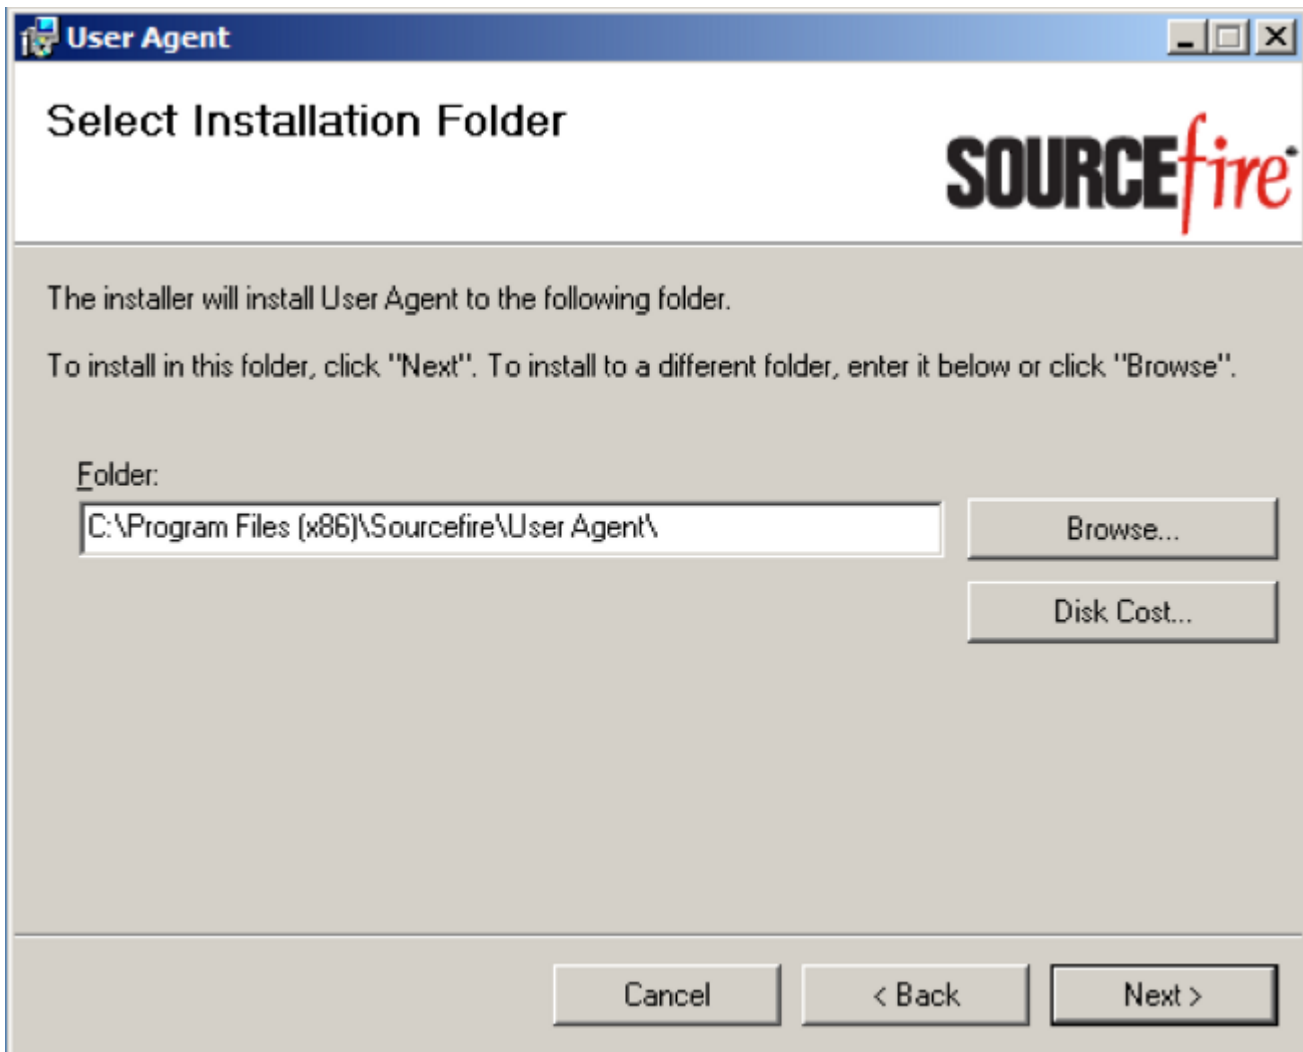 User Agent
Select Installation Folder
SOURCEfire
The installer will install User Agent to the following folder.
To install in this folder, click "Next". To install to a different folder, enter it below or click "Browse".
Folder:
C:\Program Files (x86)\Sourcefire\User Agent\
Browse...
Disk Cost...
Cancel
< Back
Next >